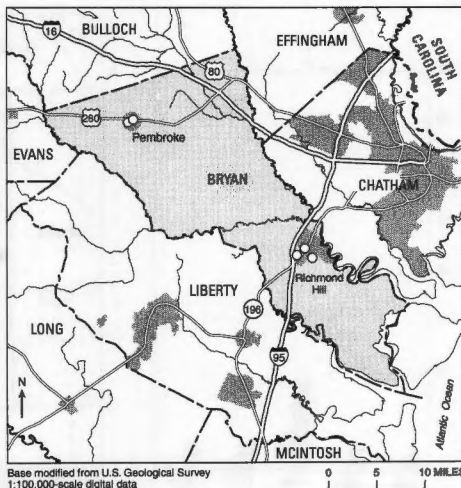 16
BULLOCH
EFFINGHAM
SOUTH
CAROLINA
80
280
Pembroke
EVANS
BRYAN
CHATHAM
Richmond
Hill
LIBERTY
196
LONG
95
N
Atlantic Ocean
MCINTOSH
Base modified from U.S. Geological Survey
1:100,000-scale digital data
0 5 10 MILES